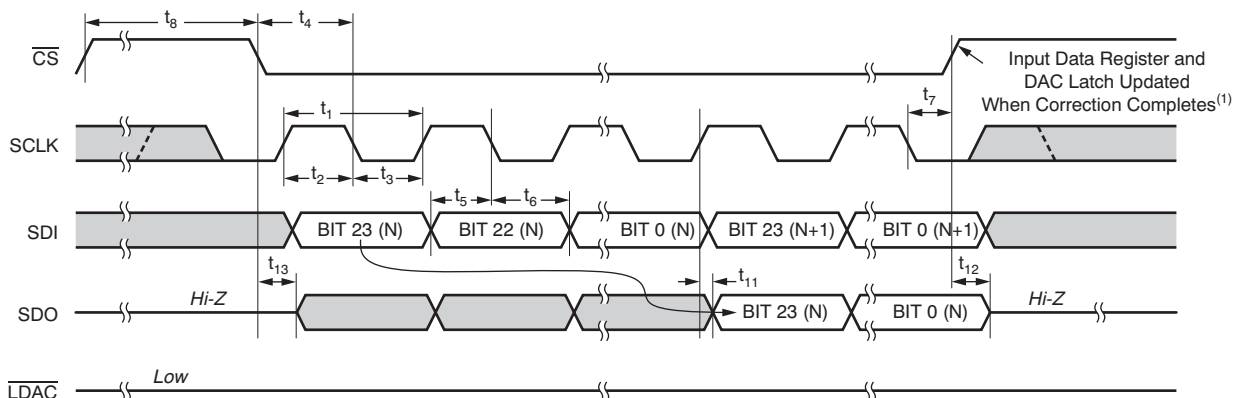 t8
t4
CS
Input Data Register and
DAC Latch Updated
When Correction Completes(1)
t7
t1
SCLK
t2
t3
t5
t6
SDI
BIT 23 (N)
BIT 22 (N)
BIT 0 (N)
BIT 23 (N+1)
BIT 0 (N+1)
t13
t11
t12
SDO
Hi-Z
BIT 23 (N)
BIT 0 (N)
Hi-Z
LDAC
Low